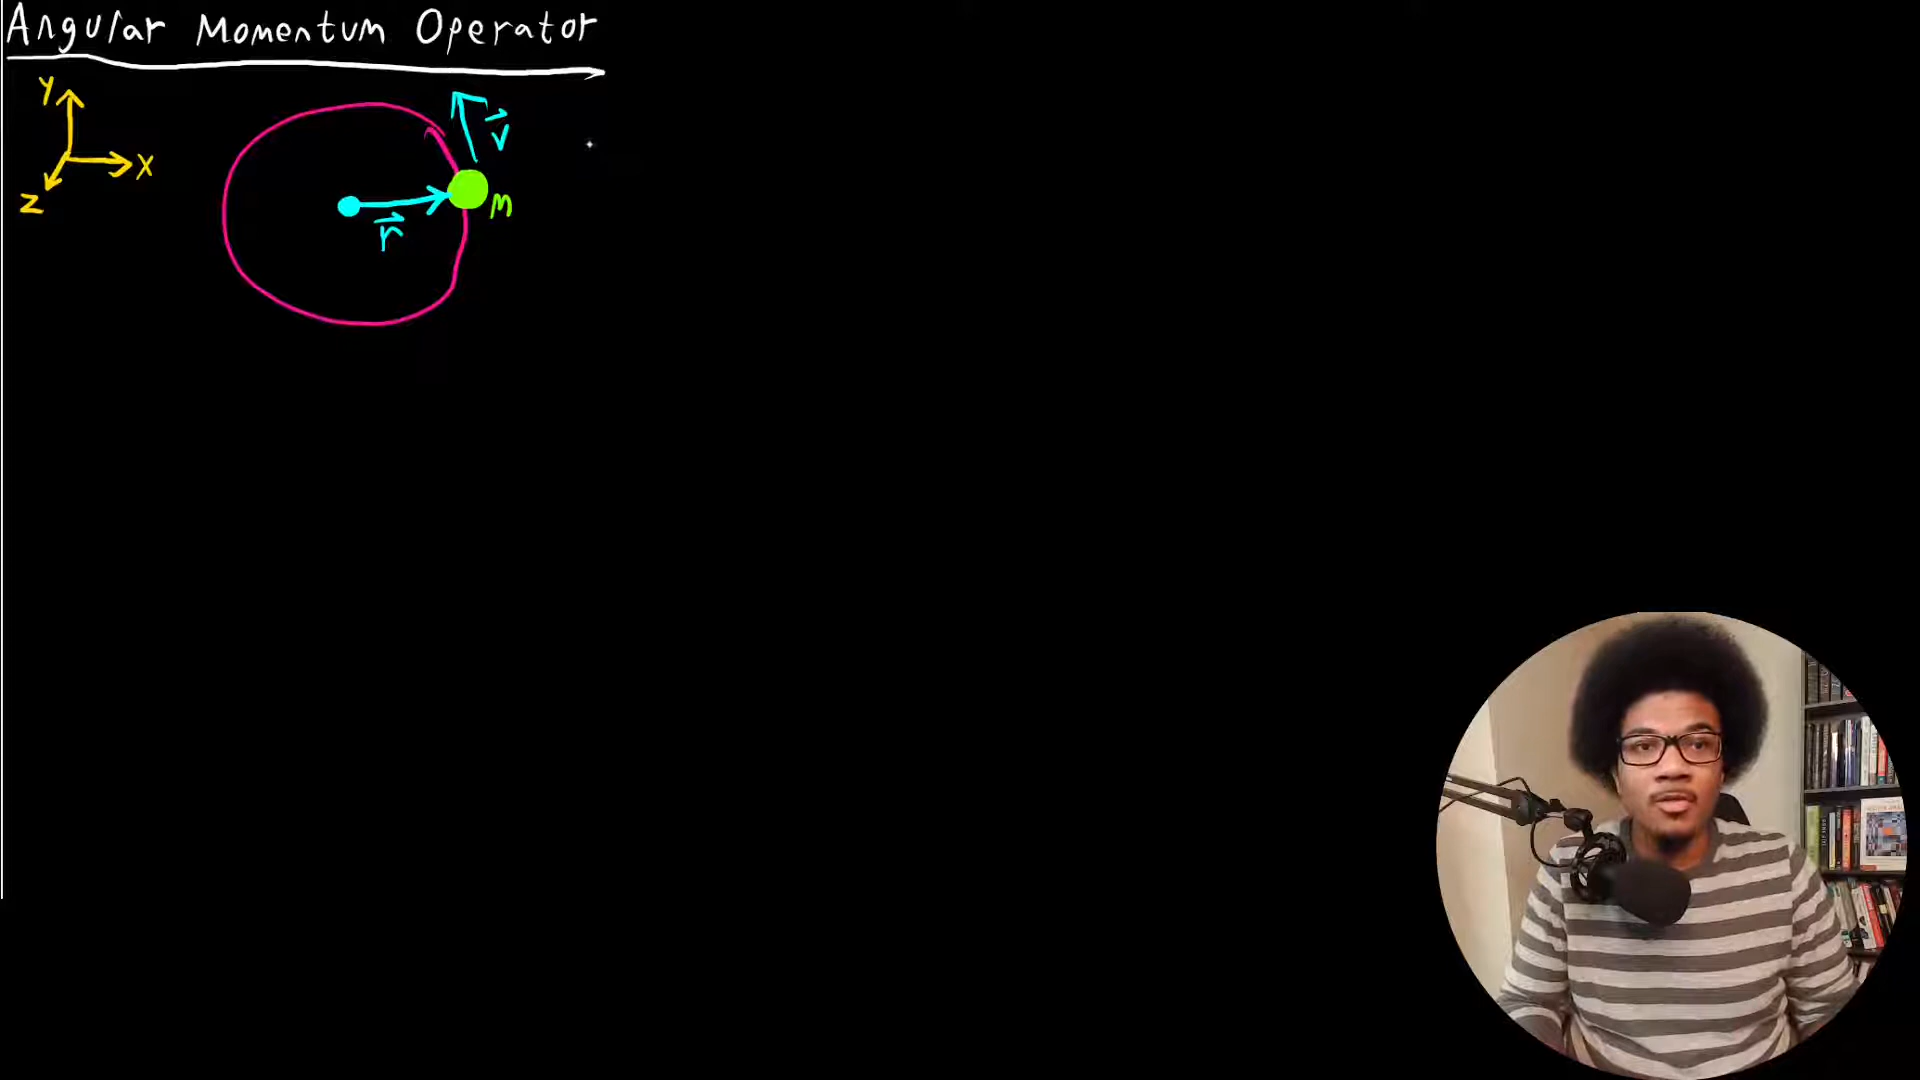 Angular Momentum Operator
Y
X
Z
v⃗
r⃗
m